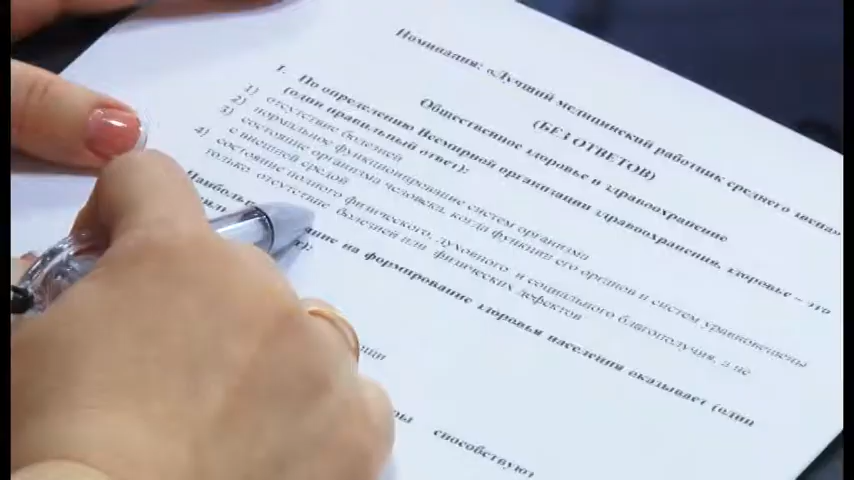 Номинация: «Лучший медицинский работник среднего звена»
Общественное здоровье и здравоохранение
(БЕЗ ОТВЕТОВ)
1. По определению Всемирной организации здравоохранения, здоровье – это
(один правильный ответ):
1) отсутствие болезней
2) нормальное функционирование систем организма
3) состояние организма человека, когда функции его органов и систем уравновешены
с внешней средой
4) состояние полного физического, духовного и социального благополучия, а не
только отсутствие болезней или физических дефектов
на формирование здоровья населения оказывает (один
способствуют